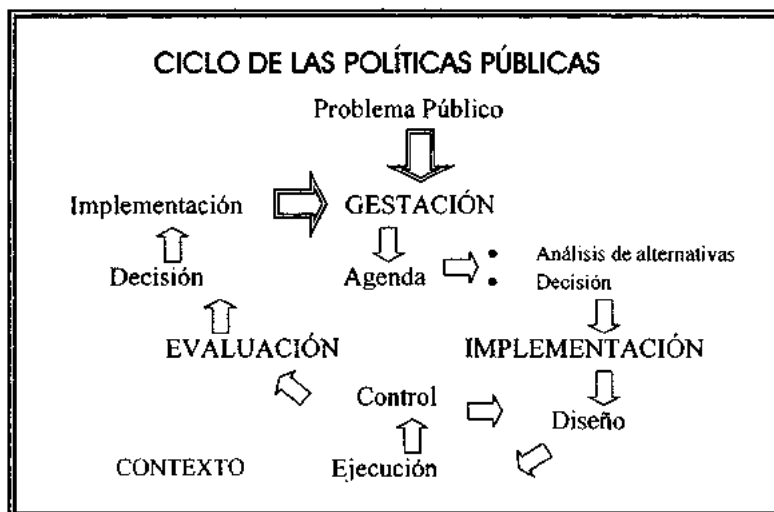 CICLO DE LAS POLÍTICAS PÚBLICAS
Problema Público
Implementación
GESTACIÓN
Decisión
Agenda
• Análisis de alternativas
• Decisión
EVALUACIÓN
IMPLEMENTACIÓN
Control
Diseño
CONTEXTO
Ejecución